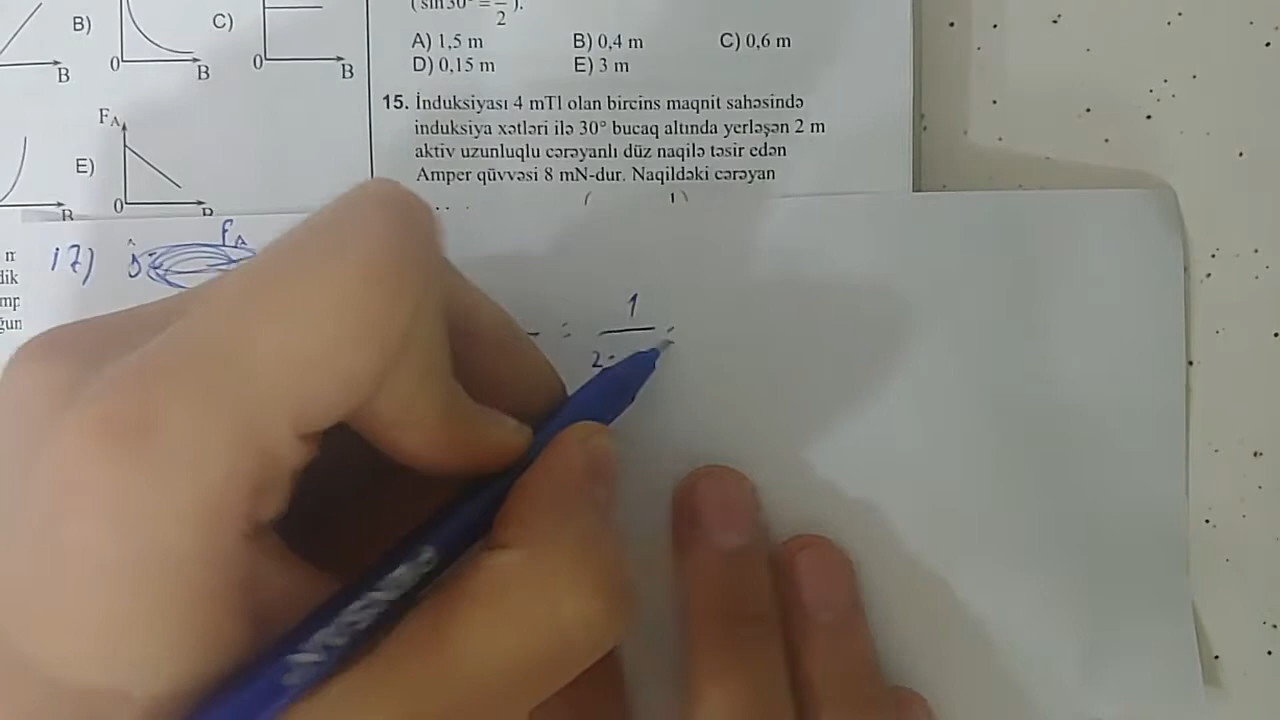 B)
C)
0
B
0
B
B
F_A
E)
0
(sin30° = /2).
A) 1,5 m B) 0,4 m C) 0,6 m
D) 0,15 m E) 3 m
15. İnduksiyası 4 mTl olan bircins maqnit sahəsində
induksiya xətləri ilə 30° bucaq altında yerləşən 2 m
aktiv uzunluqlu cərəyanlı düz naqilə təsir edən
Amper qüvvəsi 8 mN-dur. Naqildəki cərəyan
dik
17) F_A
= 1
2·